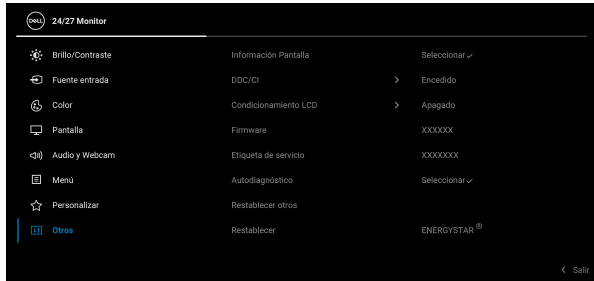 DELL 24/27 Monitor
Brillo/Contraste Información Pantalla Seleccionar
Fuente entrada DDC/CI Encedido
Color Condicionamiento LCD Apagado
Pantalla Firmware XXXXXX
Audio y Webcam Etiqueta de servicio XXXXXXX
Menú Autodiagnóstico Seleccionar
Personalizar Restablecer otros
Otros Restablecer ENERGYSTAR®
Salir